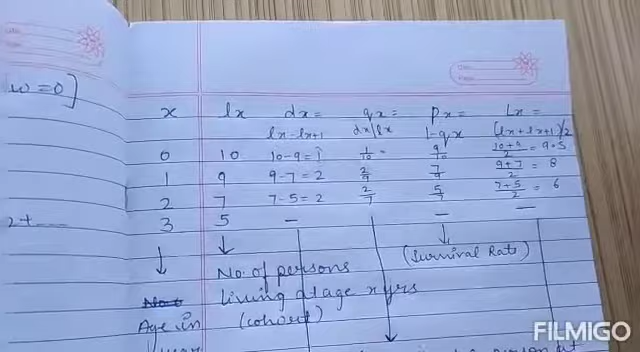 [w=0]
x lx dx= qx= px= Lx=
lx-lx+1 dx/lx 1-qx (lx+lx+1)/2
0 10 10-9=1 1/10 = 9/10 (10+9)/2 = 9.5
1 9 9-7=2 2/9 7/9 (9+7)/2 = 8
2 7 7-5=2 2/7 5/7 (7+5)/2 = 6
3 5 - - -
2+----
No. of persons (Survival Rate)
living at age x yrs
Age in (cohort)
FILMIGO